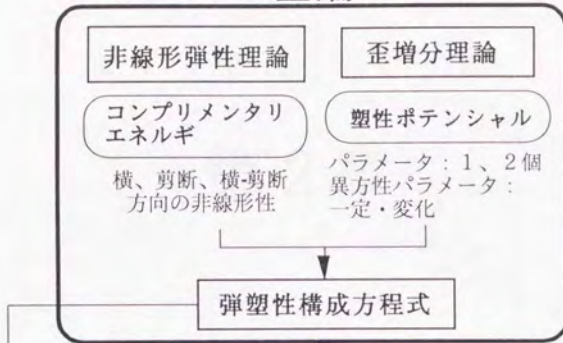 非線形弾性理論
歪増分理論
コンプリメンタリ
エネルギ
塑性ポテンシャル
横、剪断、横-剪断
方向の非線形性
パラメータ：1、2個
異方性パラメータ：
一定・変化
弾塑性構成方程式